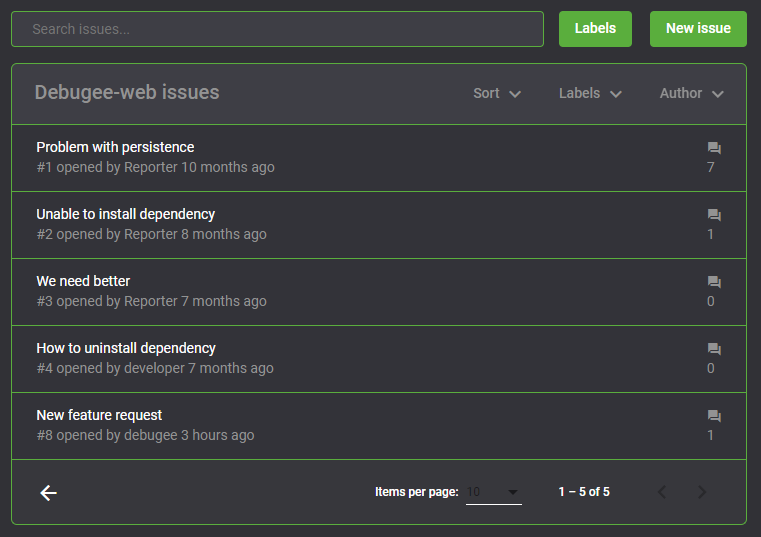 Search issues...
Labels
New issue
Debugee-web issues
Sort
Labels
Author
Problem with persistence
#1 opened by Reporter 10 months ago
7
Unable to install dependency
#2 opened by Reporter 8 months ago
1
We need better
#3 opened by Reporter 7 months ago
0
How to uninstall dependency
#4 opened by developer 7 months ago
0
New feature request
#8 opened by debugee 3 hours ago
1
Items per page: 10
1 – 5 of 5